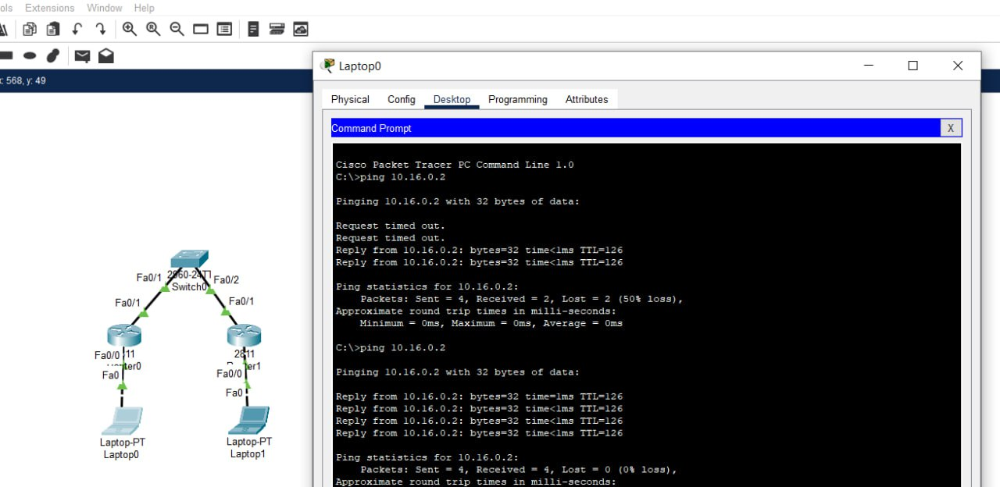 ols Extensions Window Help
: 568, y: 49
Laptop0
Physical Config Desktop Programming Attributes
Command Prompt
X
Cisco Packet Tracer PC Command Line 1.0
C:\>ping 10.16.0.2
Pinging 10.16.0.2 with 32 bytes of data:
Request timed out.
Request timed out.
Reply from 10.16.0.2: bytes=32 time<1ms TTL=126
Reply from 10.16.0.2: bytes=32 time<1ms TTL=126
Ping statistics for 10.16.0.2:
Packets: Sent = 4, Received = 2, Lost = 2 (50% loss),
Approximate round trip times in milli-seconds:
Minimum = 0ms, Maximum = 0ms, Average = 0ms
C:\>ping 10.16.0.2
Pinging 10.16.0.2 with 32 bytes of data:
Reply from 10.16.0.2: bytes=32 time=1ms TTL=126
Reply from 10.16.0.2: bytes=32 time<1ms TTL=126
Reply from 10.16.0.2: bytes=32 time<1ms TTL=126
Reply from 10.16.0.2: bytes=32 time<1ms TTL=126
Ping statistics for 10.16.0.2:
Packets: Sent = 4, Received = 4, Lost = 0 (0% loss),
Approximate round trip times in milli-seconds:
Fa0/1
Fa0/2
Switch0
Fa0/1
Fa0/1
Fa0/0
2811
Fa0
Fa0/0
Fa0
Laptop-PT
Laptop0
Laptop-PT
Laptop1